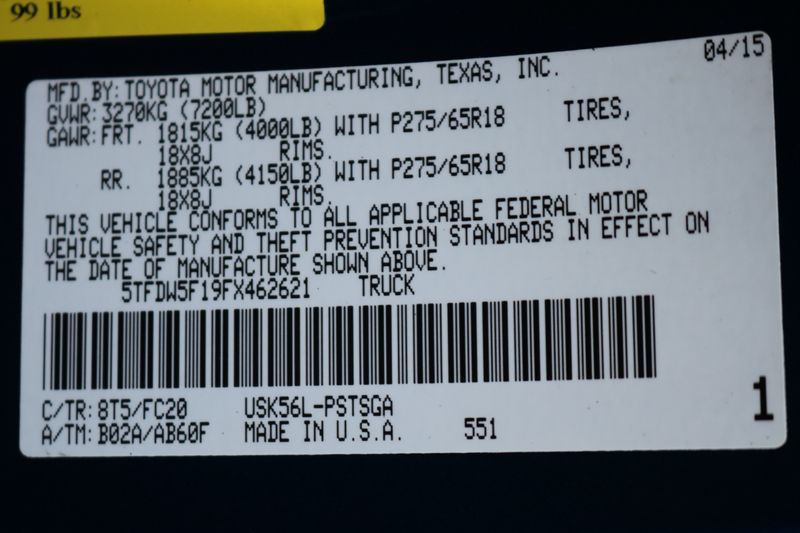 99 lbs
04/15
MFD. BY: TOYOTA MOTOR MANUFACTURING, TEXAS, INC.
GVWR: 3270KG (7200LB)
GAWR: FRT. 1815KG (4000LB) WITH P275/65R18 TIRES,
18X8J RIMS.
RR. 1885KG (4150LB) WITH P275/65R18 TIRES,
18X8J RIMS.
THIS VEHICLE CONFORMS TO ALL APPLICABLE FEDERAL MOTOR
VEHICLE SAFETY AND THEFT PREVENTION STANDARDS IN EFFECT ON
THE DATE OF MANUFACTURE SHOWN ABOVE.
5TFDW5F19FX462621 TRUCK
C/TR: 8T5/FC20 USK56L-PSTSGA
A/TM: B02A/AB60F MADE IN U.S.A. 551
1